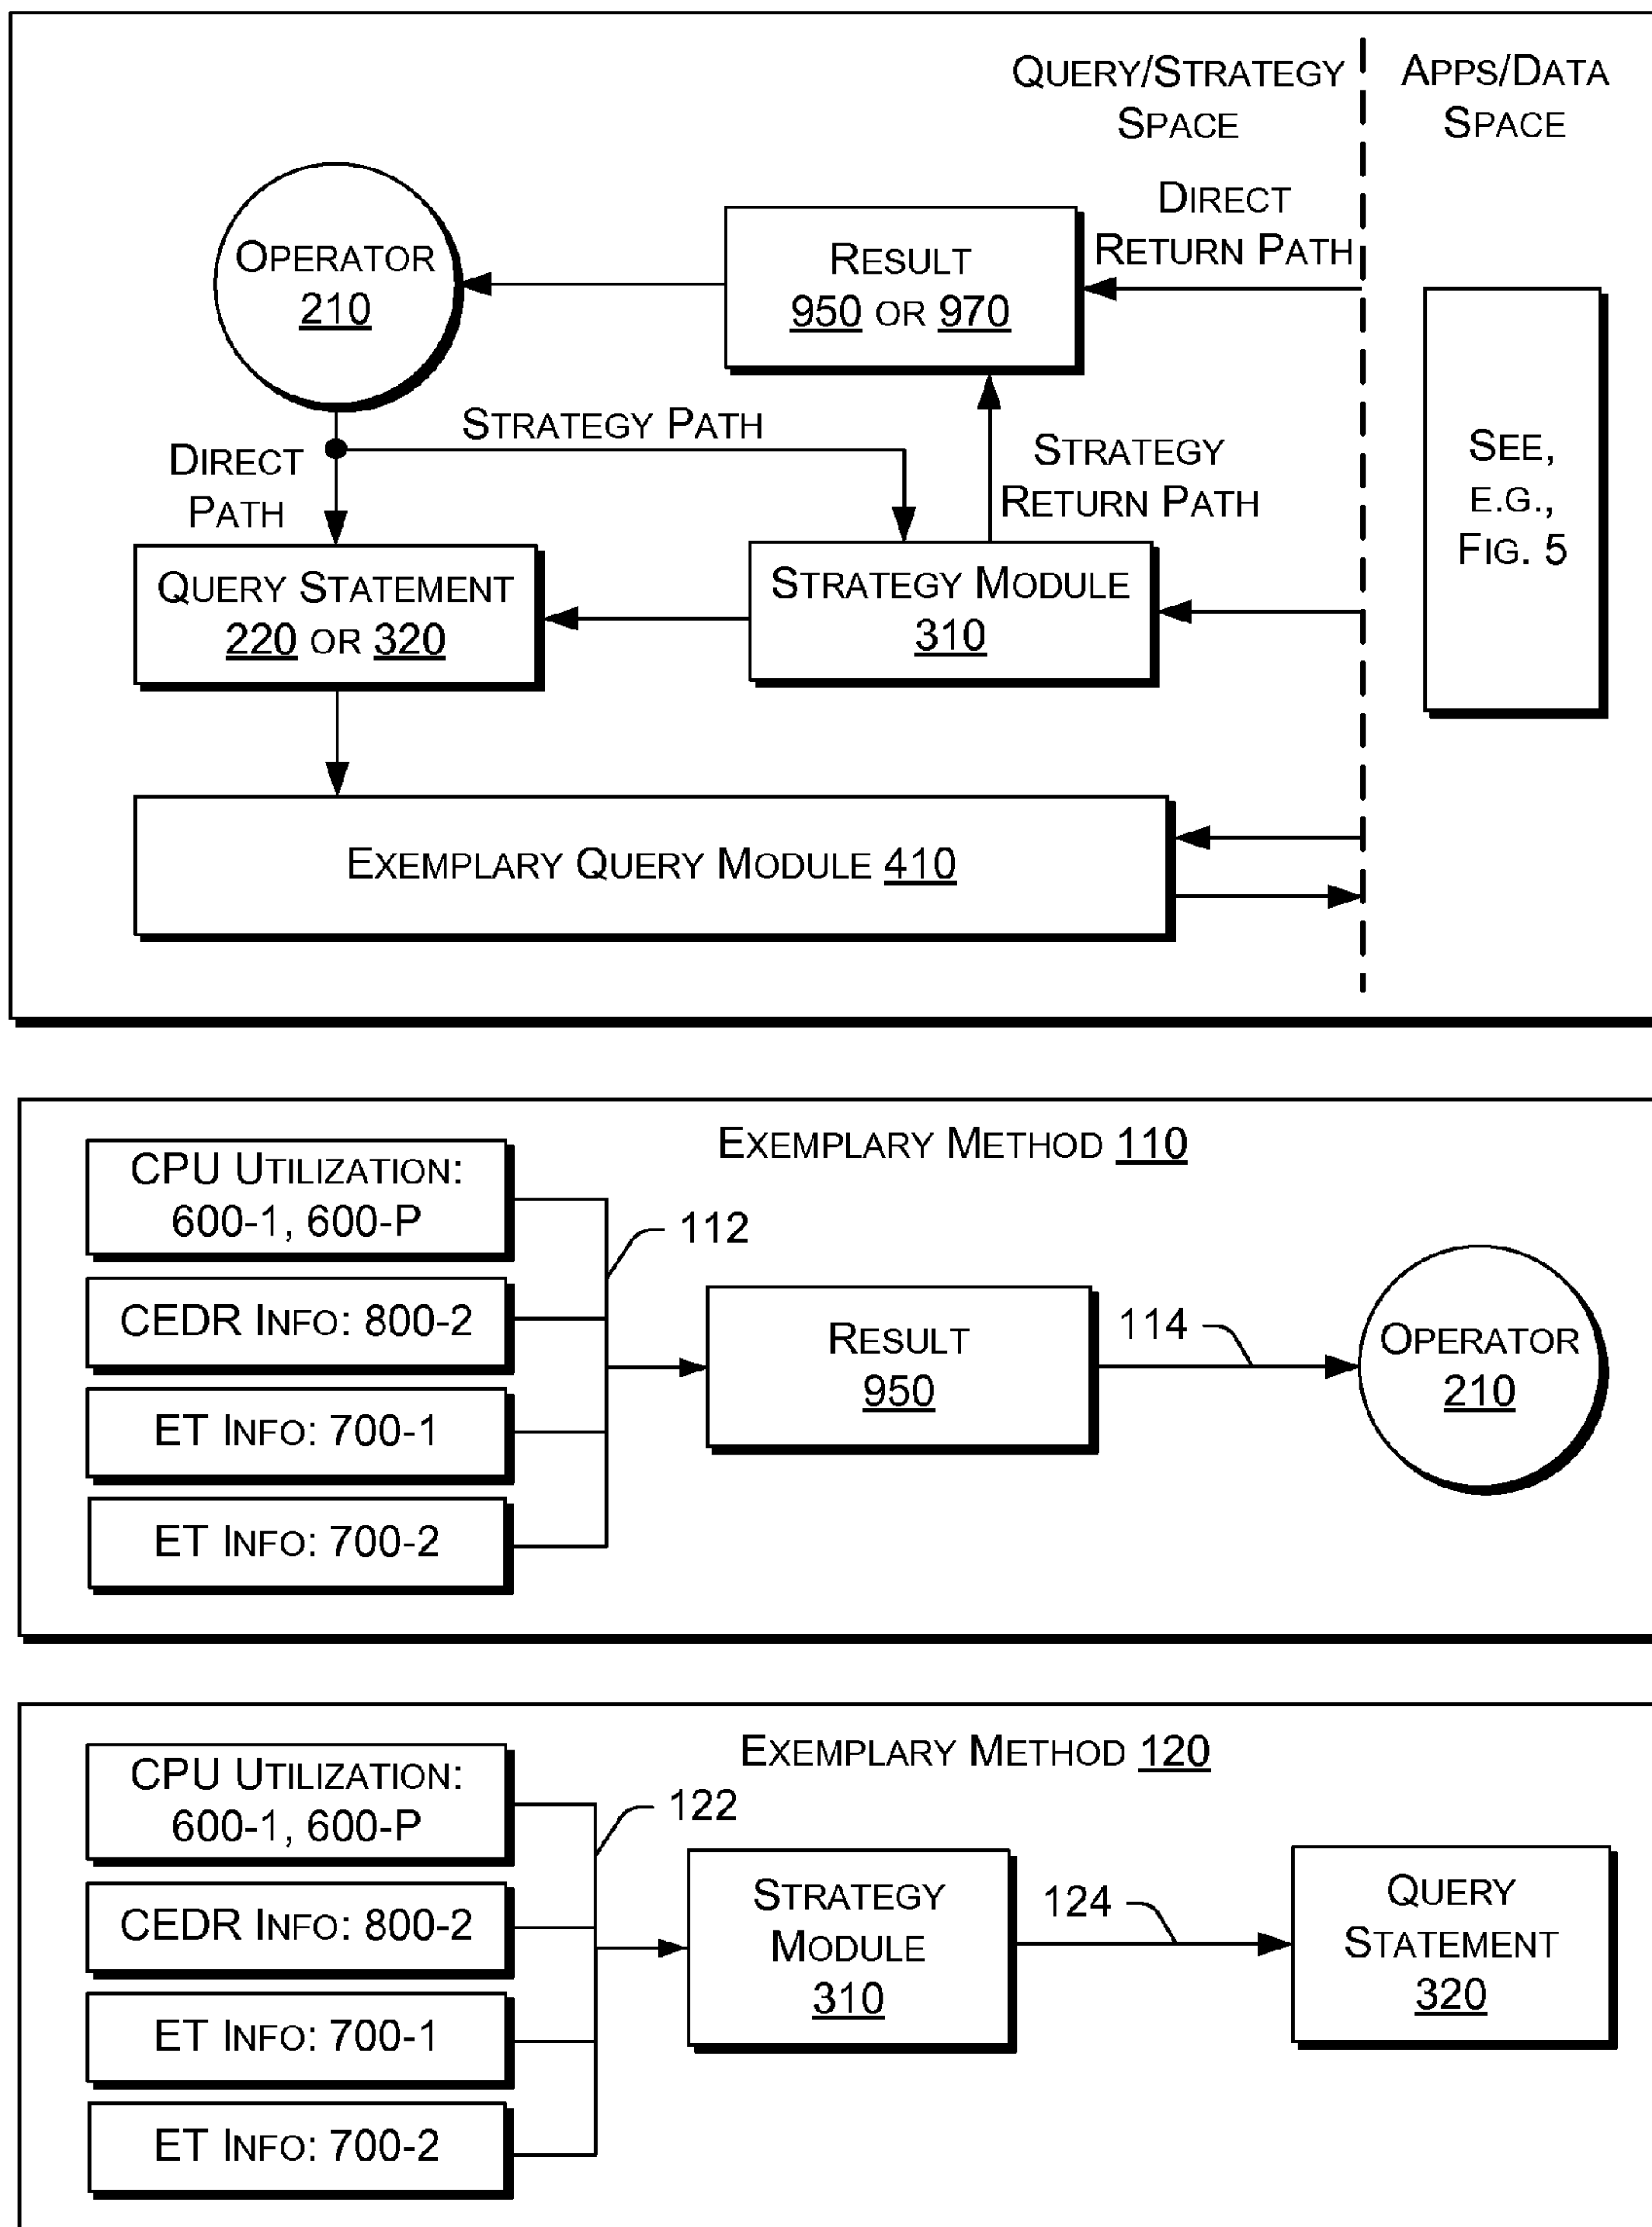 QUERY/STRATEGY
SPACE
APPS/DATA
SPACE
DIRECT
RETURN PATH
OPERATOR
210
RESULT
950 OR 970
STRATEGY PATH
DIRECT
PATH
STRATEGY
RETURN PATH
SEE,
E.G.,
FIG. 5
QUERY STATEMENT
220 OR 320
STRATEGY MODULE
310
EXEMPLARY QUERY MODULE 410
EXEMPLARY METHOD 110
CPU UTILIZATION:
600-1, 600-P
CEDR INFO: 800-2
ET INFO: 700-1
ET INFO: 700-2
112
RESULT
950
114
OPERATOR
210
EXEMPLARY METHOD 120
CPU UTILIZATION:
600-1, 600-P
CEDR INFO: 800-2
ET INFO: 700-1
ET INFO: 700-2
122
STRATEGY
MODULE
310
124
QUERY
STATEMENT
320